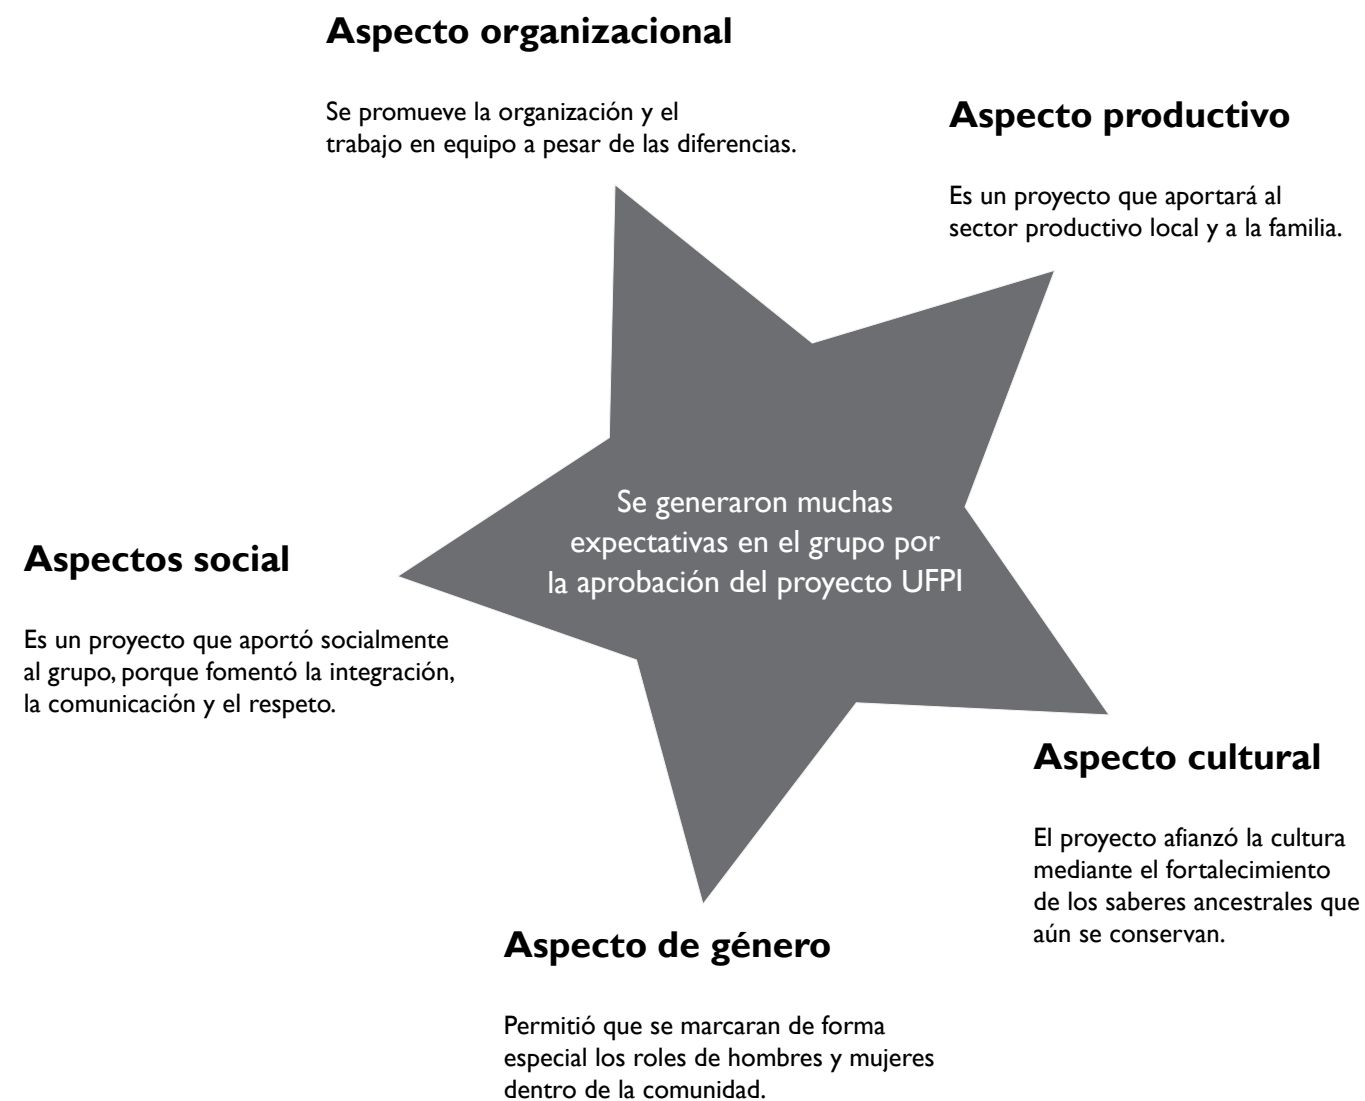 Aspecto organizacional
Se promueve la organización y el
trabajo en equipo a pesar de las diferencias.
Aspecto productivo
Es un proyecto que aportará al
sector productivo local y a la familia.
Se generaron muchas
expectativas en el grupo por
la aprobación del proyecto UFPI
Aspectos social
Es un proyecto que aportó socialmente
al grupo, porque fomentó la integración,
la comunicación y el respeto.
Aspecto cultural
El proyecto afianzó la cultura
mediante el fortalecimiento
de los saberes ancestrales que
aún se conservan.
Aspecto de género
Permitió que se marcaran de forma
especial los roles de hombres y mujeres
dentro de la comunidad.